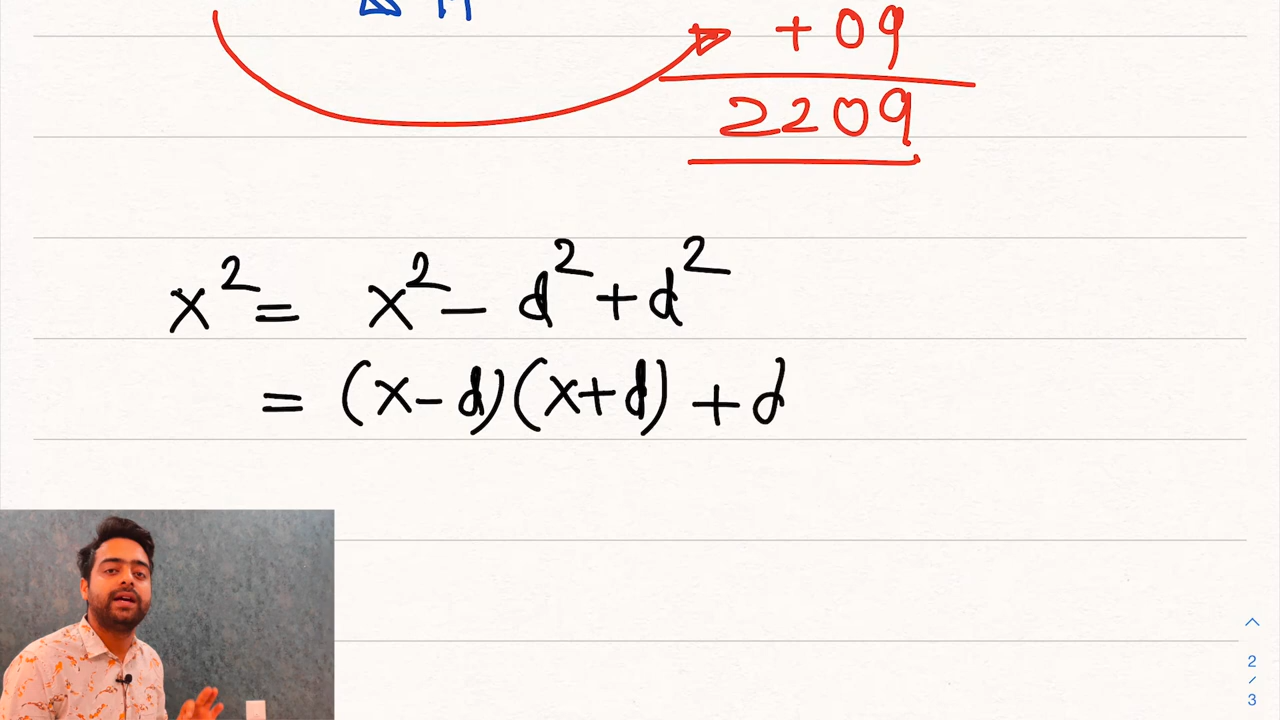 + 09
2209
x² = x² - d² + d²
= (x-d)(x+d) + d
2
/
3